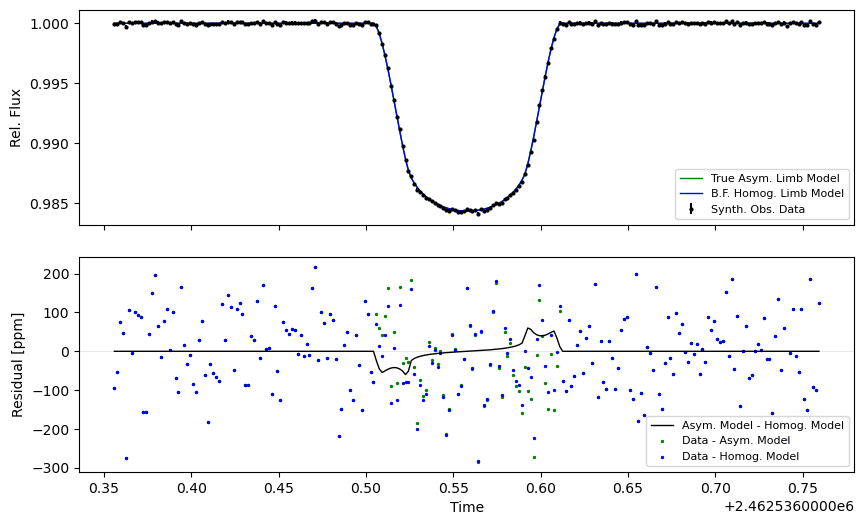 1.000
0.995
0.990
0.985
Rel. Flux
True Asym. Limb Model
B.F. Homog. Limb Model
Synth. Obs. Data
200
100
0
−100
−200
−300
Residual [ppm]
Asym. Model - Homog. Model
Data - Asym. Model
Data - Homog. Model
0.35
0.40
0.45
0.50
0.55
0.60
0.65
0.70
0.75
Time
+2.4625360000e6